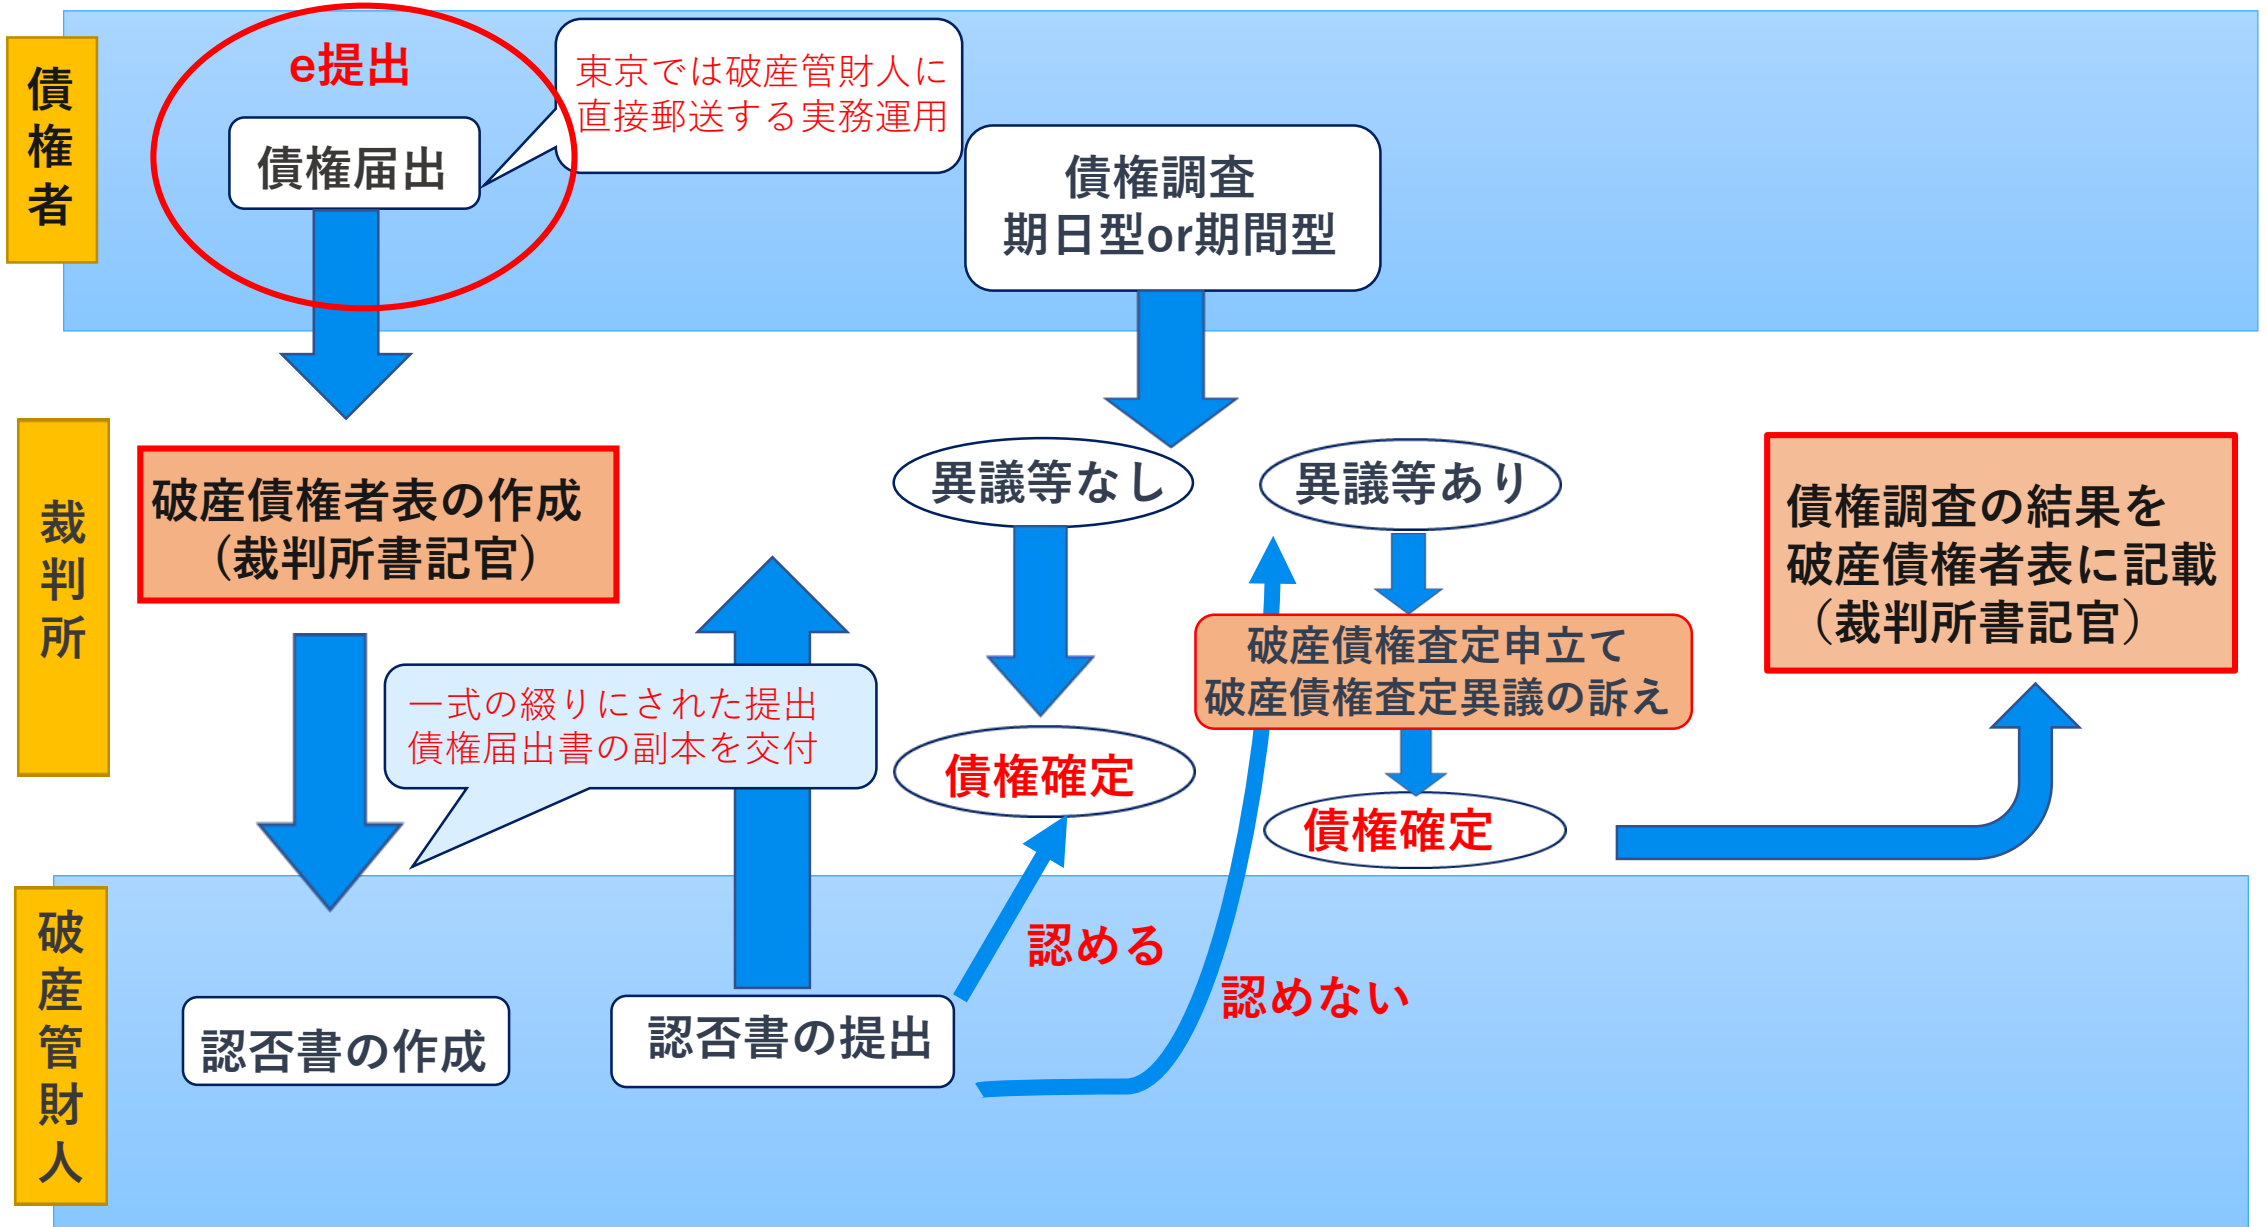 債権者
e提出
東京では破産管財人に
直接郵送する実務運用
債権届出
債権調査
期日型or期間型
裁判所
破産債権者表の作成
(裁判所書記官)
異議等なし
異議等あり
債権調査の結果を
破産債権者表に記載
（裁判所書記官）
破産債権査定申立て
破産債権査定異議の訴え
一式の綴りにされた提出
債権届出書の副本を交付
債権確定
債権確定
破産管財人
認める
認めない
認否書の作成
認否書の提出